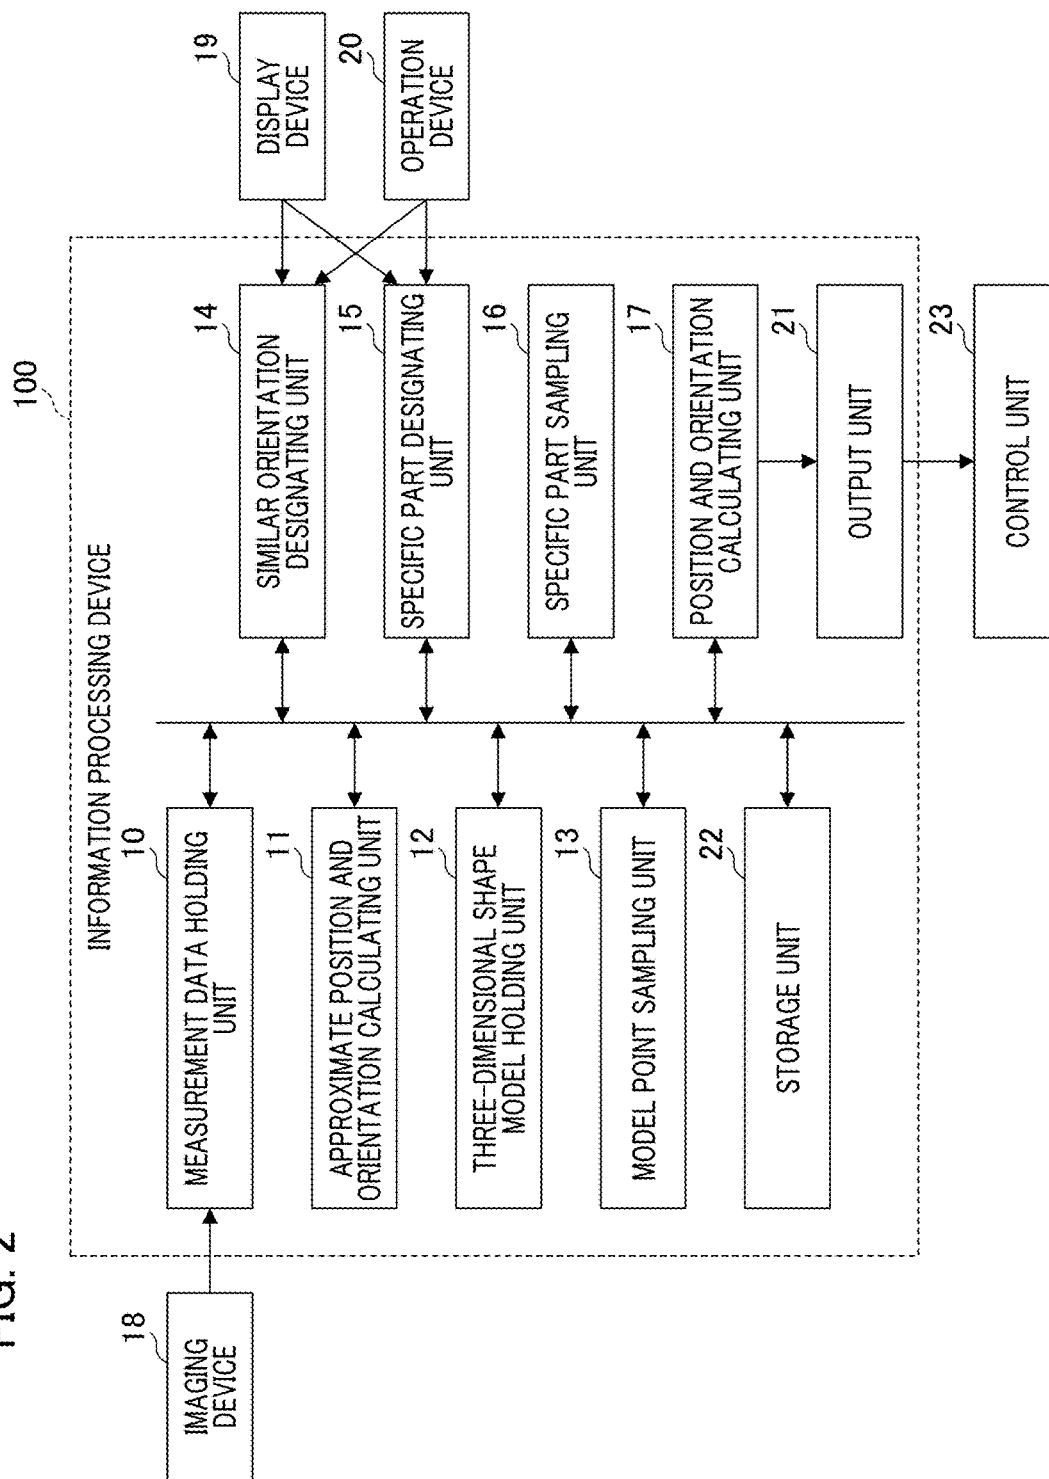 FIG. 2
100
INFORMATION PROCESSING DEVICE
18
IMAGING
DEVICE
10
MEASUREMENT DATA HOLDING
UNIT
11
APPROXIMATE POSITION AND
ORIENTATION CALCULATING UNIT
12
THREE-DIMENSIONAL SHAPE
MODEL HOLDING UNIT
13
MODEL POINT SAMPLING UNIT
22
STORAGE UNIT
14
SIMILAR ORIENTATION
DESIGNATING UNIT
15
SPECIFIC PART DESIGNATING
UNIT
16
SPECIFIC PART SAMPLING
UNIT
17
POSITION AND ORIENTATION
CALCULATING UNIT
21
OUTPUT UNIT
23
CONTROL UNIT
19
DISPLAY
DEVICE
20
OPERATION
DEVICE